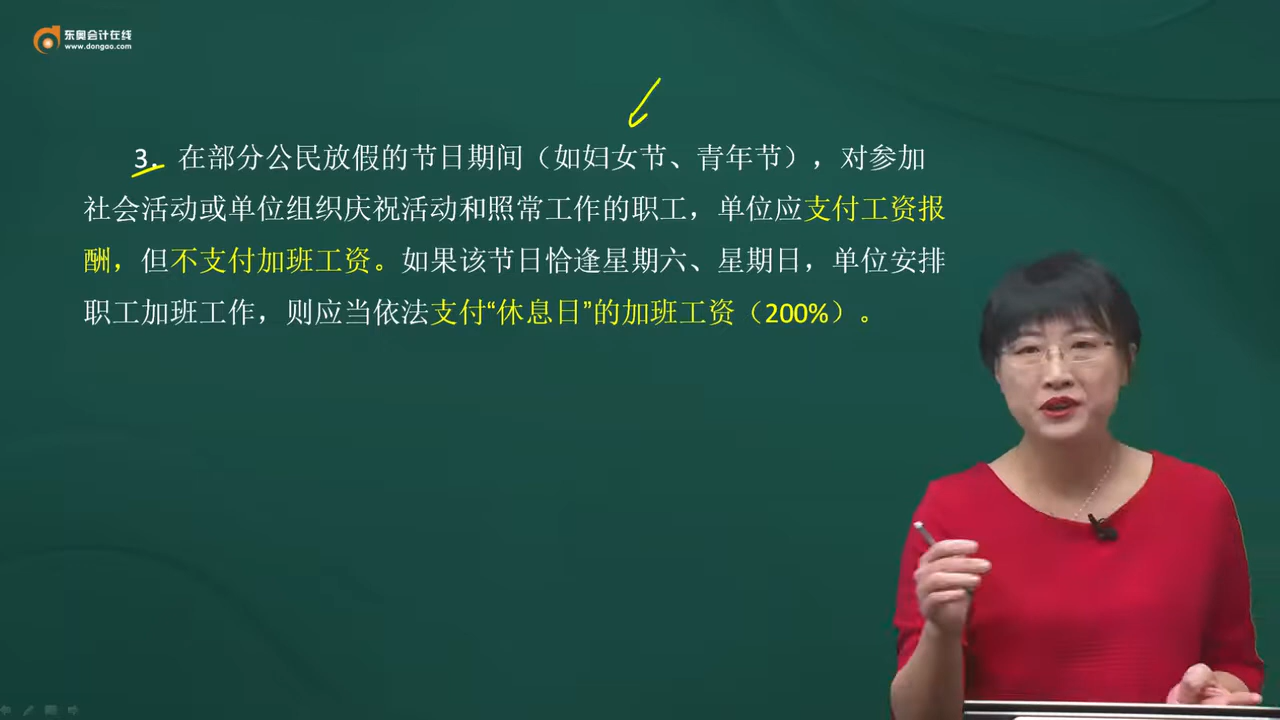 东奥会计在线
www.dongao.com
3．在部分公民放假的节日期间（如妇女节、青年节），对参加
社会活动或单位组织庆祝活动和照常工作的职工，单位应支付工资报
酬，但不支付加班工资。如果该节日恰逢星期六、星期日，单位安排
职工加班工作，则应当依法支付“休息日”的加班工资（200%）。